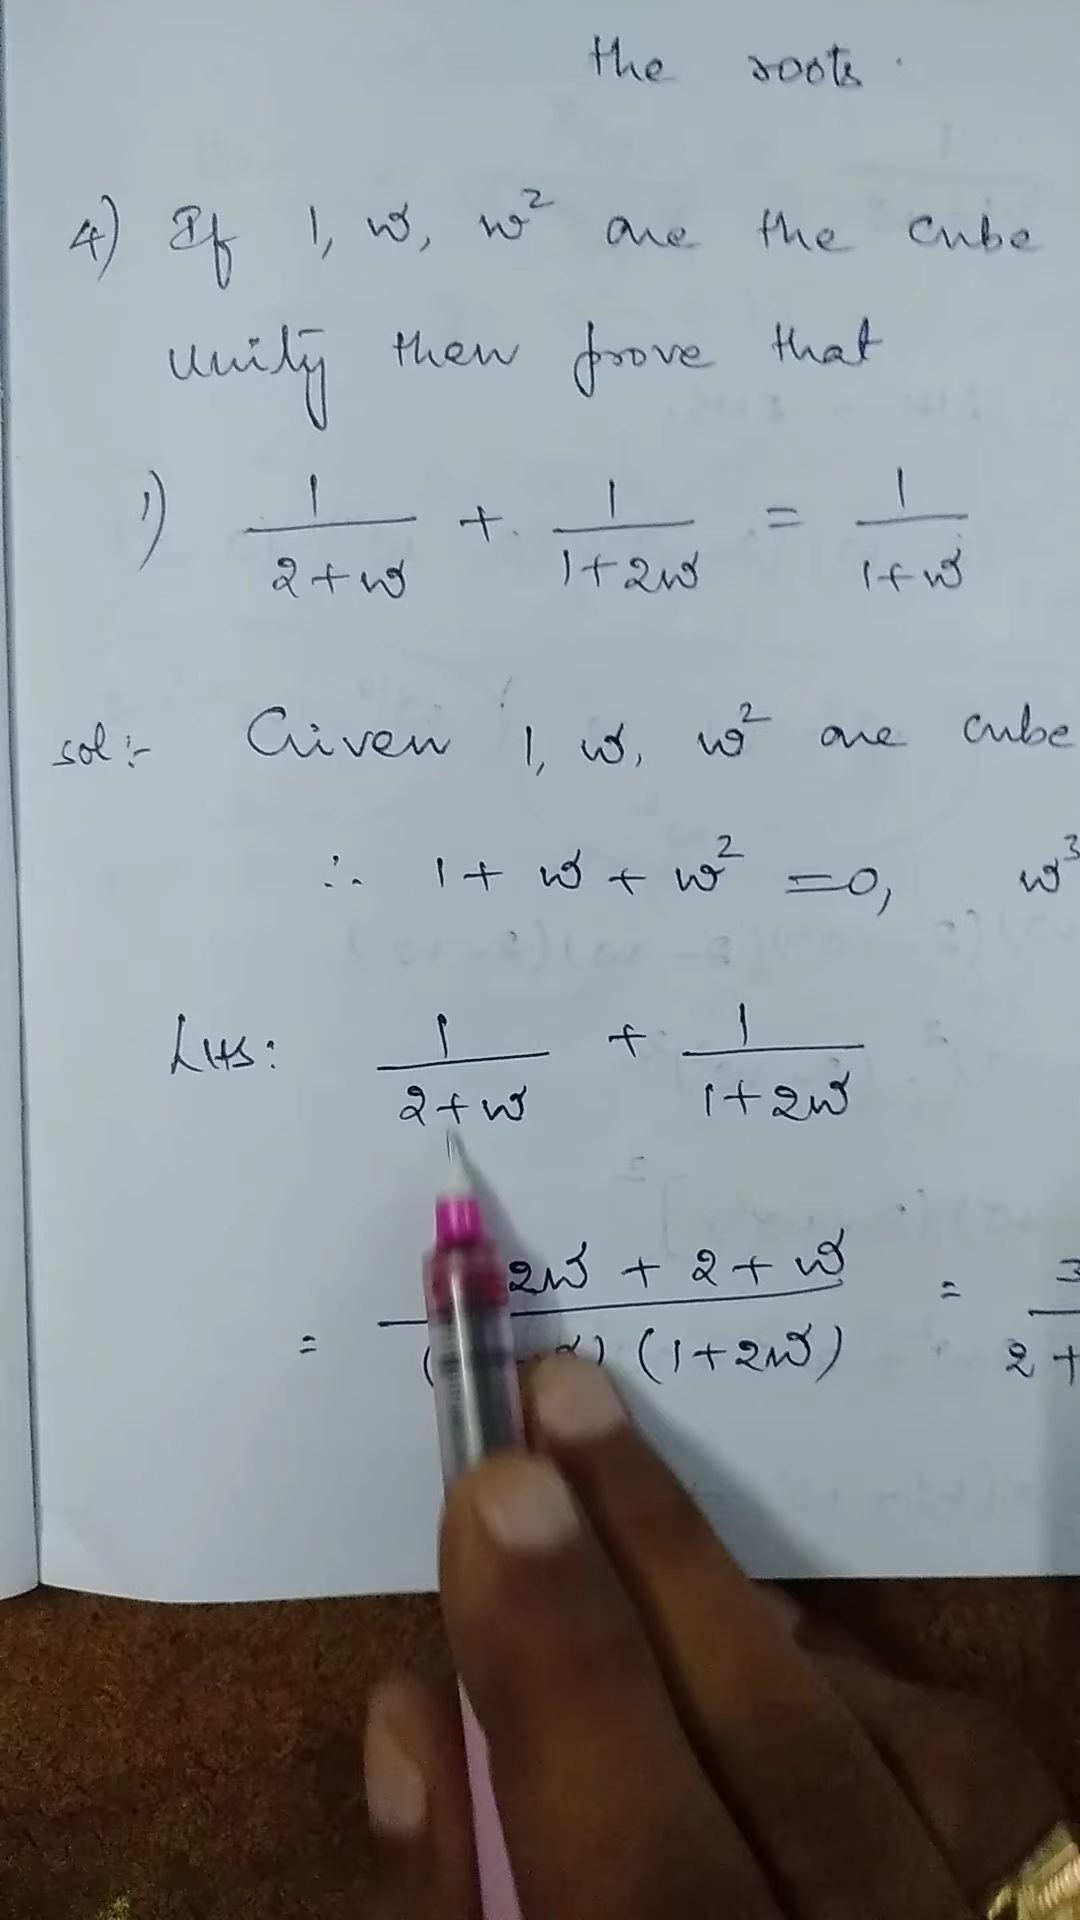 the roots.
4) If 1, ω, ω² are the cube
unity then prove that
1) 1/(2+ω) + 1/(1+2ω) = 1/(1+ω)
sol:- Given 1, ω, ω² are cube
∴ 1 + ω + ω² = 0, ω³
LHS: 1/(2+ω) + 1/(1+2ω)
= 2ω + 2 + ω / (1+2ω) = 3 / 2+